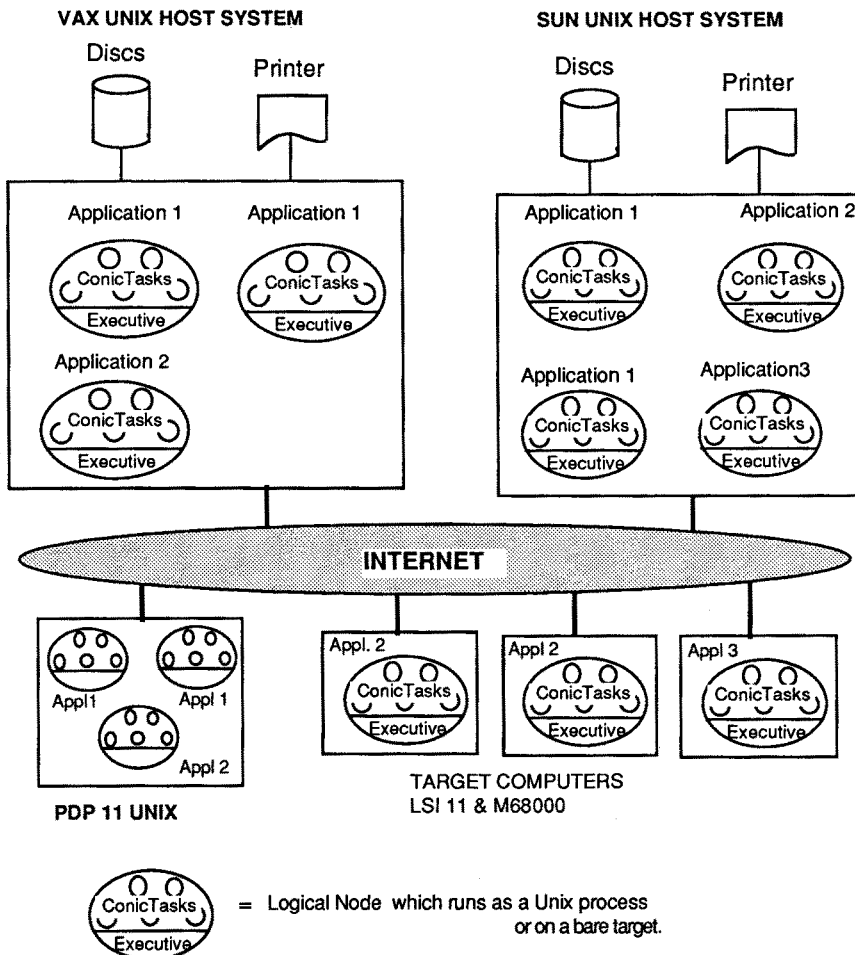 VAX UNIX HOST SYSTEM
SUN UNIX HOST SYSTEM
Discs
Printer
Discs
Printer
Application 1
Application 1
ConicTasks
Executive
ConicTasks
Executive
Application 2
ConicTasks
Executive
Application 1
Application 2
ConicTasks
Executive
ConicTasks
Executive
Application 1
Application3
ConicTasks
Executive
ConicTasks
Executive
INTERNET
Appl1
Appl 1
Appl 2
PDP 11 UNIX
Appl. 2
ConicTasks
Executive
Appl 2
ConicTasks
Executive
Appl 3
ConicTasks
Executive
TARGET COMPUTERS
LSI 11 & M68000
ConicTasks
Executive
= Logical Node which runs as a Unix process
or on a bare target.